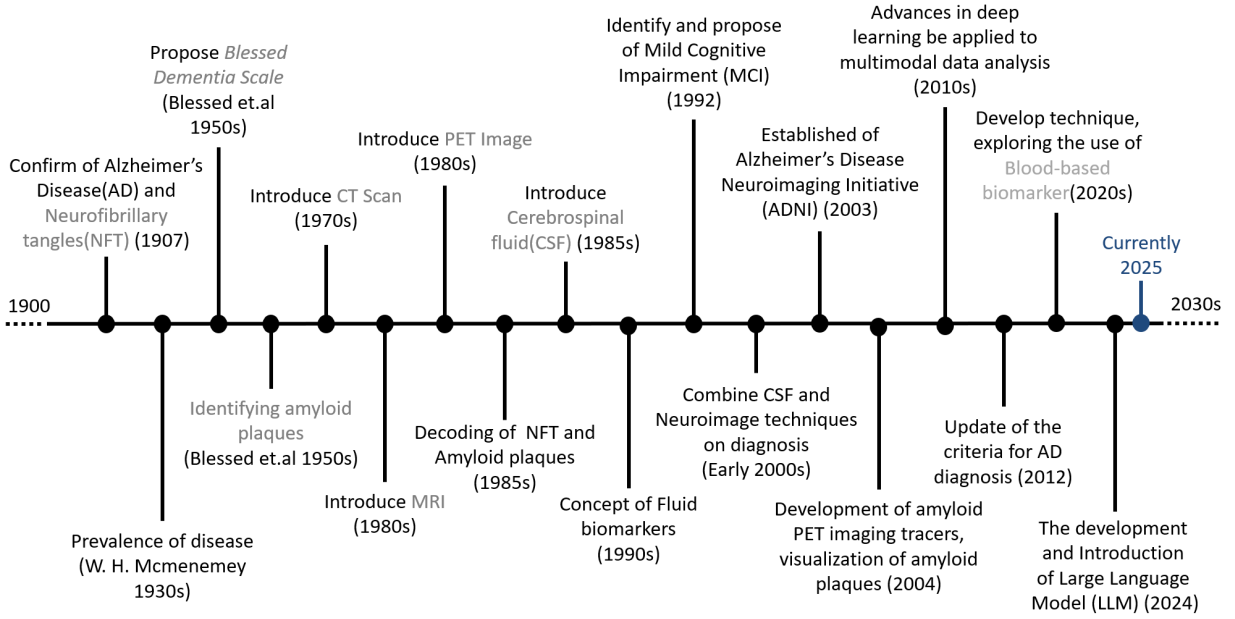 1900
Confirm of Alzheimer’s
Disease(AD) and
Neurofibrillary
tangles(NFT) (1907)
Prevalence of disease
(W. H. Mcmenemey
1930s)
Propose Blessed
Dementia Scale
(Blessed et.al
1950s)
Identifying amyloid
plaques
(Blessed et.al 1950s)
Introduce CT Scan
(1970s)
Introduce MRI
(1980s)
Introduce PET Image
(1980s)
Decoding of  NFT and
Amyloid plaques
(1985s)
Introduce
Cerebrospinal
fluid(CSF) (1985s)
Concept of Fluid
biomarkers
(1990s)
Identify and propose
of Mild Cognitive
Impairment (MCI)
(1992)
Combine CSF and
Neuroimage techniques
on diagnosis
(Early 2000s)
Established of
Alzheimer’s Disease
Neuroimaging Initiative
(ADNI) (2003)
Development of amyloid
PET imaging tracers,
visualization of amyloid
plaques (2004)
Advances in deep
learning be applied to
multimodal data analysis
(2010s)
Update of the
criteria for AD
diagnosis (2012)
Develop technique,
exploring the use of
Blood-based
biomarker(2020s)
The development
and Introduction
of Large Language
Model (LLM) (2024)
Currently
2025
2030s